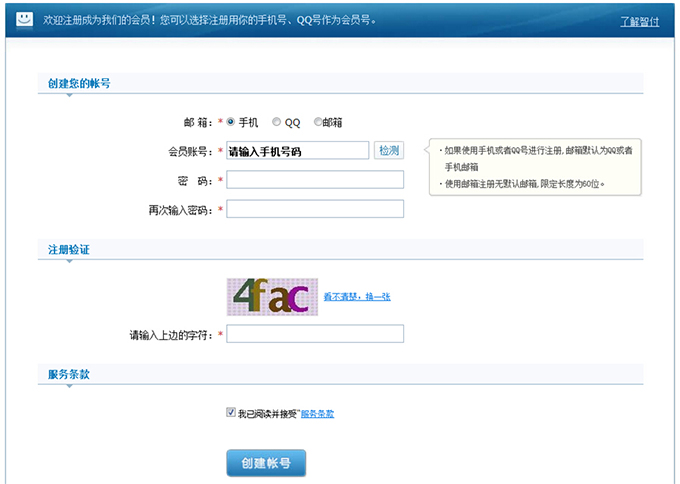 欢迎注册成为我们的会员！您可以选择注册用你的手机号、QQ号作为会员号。 了解智付
创建您的帐号
邮 箱：* 手机 QQ 邮箱
会员账号：* 请输入手机号码 检测
·如果使用手机或者QQ号进行注册,邮箱默认为QQ或者
手机邮箱
·使用邮箱注册无默认邮箱,限定长度为60位。
密 码：*
再次输入密码：*
注册验证
4fac 看不清楚，换一张
请输入上边的字符：*
服务条款
我已阅读并接受"服务条款
创建帐号